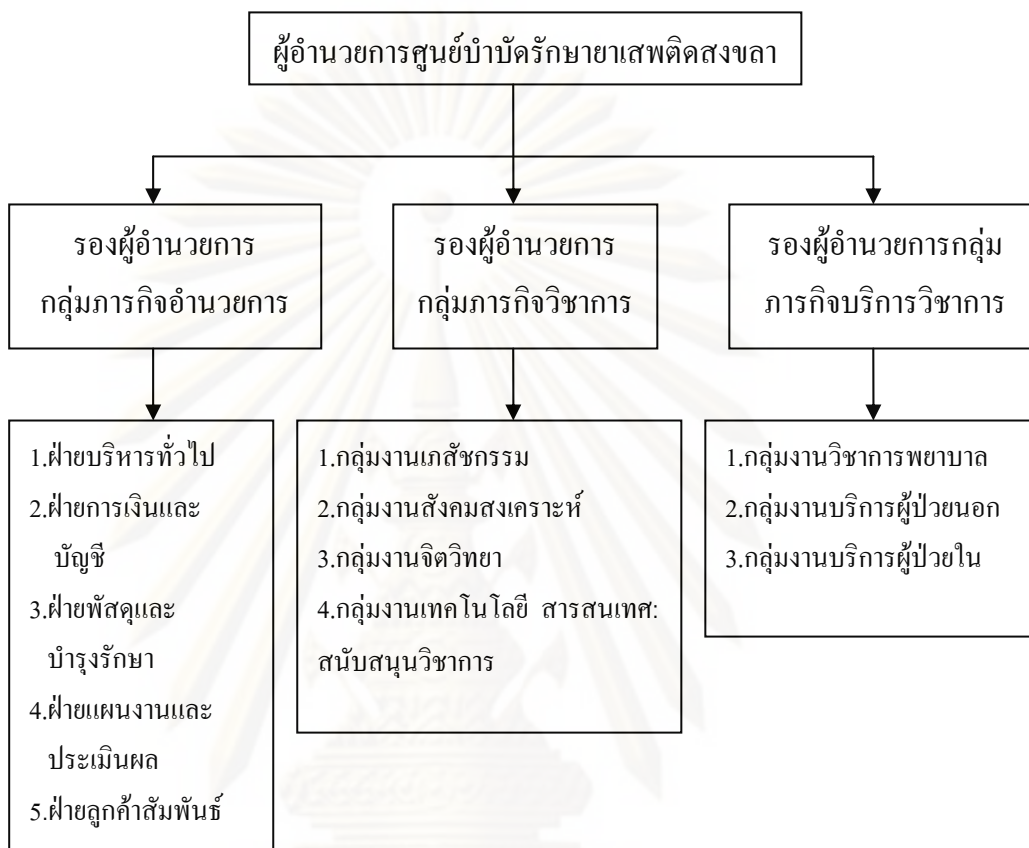 ผู้อำนวยการศูนย์บำบัดรักษายาเสพติดสงขลา
รองผู้อำนวยการ
กลุ่มภารกิจอำนวยการ
รองผู้อำนวยการ
กลุ่มภารกิจวิชาการ
รองผู้อำนวยการกลุ่ม
ภารกิจบริการวิชาการ
1.ฝ่ายบริหารทั่วไป
2.ฝ่ายการเงินและ
บัญชี
3.ฝ่ายพัสดุและ
บำรุงรักษา
4.ฝ่ายแผนงานและ
ประเมินผล
5.ฝ่ายลูกค้าสัมพันธ์
1.กลุ่มงานเภสัชกรรม
2.กลุ่มงานสังคมสงเคราะห์
3.กลุ่มงานจิตวิทยา
4.กลุ่มงานเทคโนโลยี สารสนเทศ:
สนับสนุนวิชาการ
1.กลุ่มงานวิชาการพยาบาล
2.กลุ่มงานบริการผู้ป่วยนอก
3.กลุ่มงานบริการผู้ป่วยใน